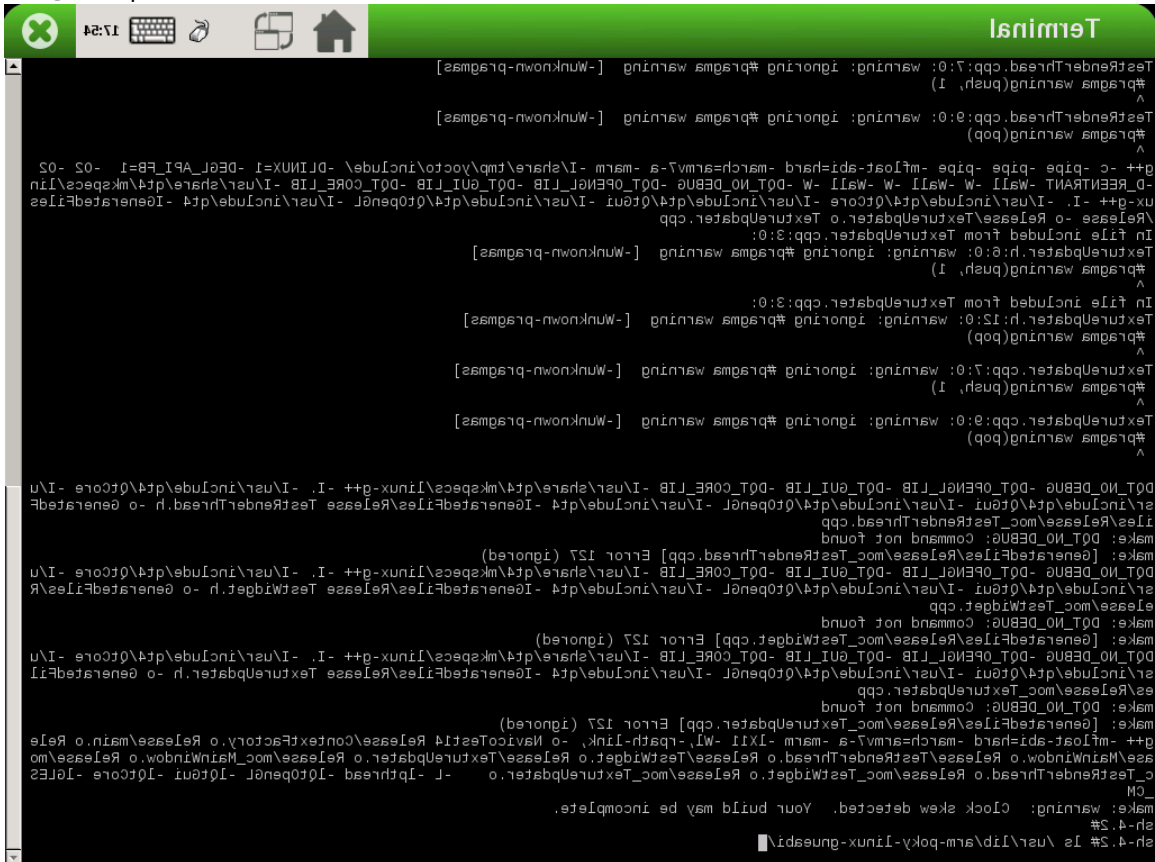 Terminal
17:54
TestRenderThread.cpp:7:0: warning: ignoring #pragma warning  [-Wunknown-pragmas]
 #pragma warning(push, 1)
 ^
TestRenderThread.cpp:9:0: warning: ignoring #pragma warning  [-Wunknown-pragmas]
 #pragma warning(pop)
 ^
g++ -c -pipe -pipe -pipe -mfloat-abi=hard -march=armv7-a -marm -I/share/tmp/yocto/include/ -DLINUX=1 -DEGL_API_FB=1  -O2 -O2
-D_REENTRANT -Wall -W -Wall -W -Wall -W -DQT_NO_DEBUG -DQT_OPENGL_LIB -DQT_GUI_LIB -DQT_CORE_LIB -I/usr/share/qt4/mkspecs/lin
ux-g++ -I. -I/usr/include/qt4/QtCore -I/usr/include/qt4/QtGui -I/usr/include/qt4/QtOpenGL -I/usr/include/qt4 -IGeneratedFiles
/Release -o Release/TextureUpdater.o TextureUpdater.cpp
In file included from TextureUpdater.cpp:3:0:
TextureUpdater.h:6:0: warning: ignoring #pragma warning  [-Wunknown-pragmas]
 #pragma warning(push, 1)
 ^
In file included from TextureUpdater.cpp:3:0:
TextureUpdater.h:12:0: warning: ignoring #pragma warning  [-Wunknown-pragmas]
 #pragma warning(pop)
 ^
TextureUpdater.cpp:7:0: warning: ignoring #pragma warning  [-Wunknown-pragmas]
 #pragma warning(push, 1)
 ^
TextureUpdater.cpp:9:0: warning: ignoring #pragma warning  [-Wunknown-pragmas]
 #pragma warning(pop)
 ^
DQT_NO_DEBUG -DQT_OPENGL_LIB -DQT_GUI_LIB -DQT_CORE_LIB -I/usr/share/qt4/mkspecs/linux-g++ -I. -I/usr/include/qt4/QtCore -I/u
sr/include/qt4/QtGui -I/usr/include/qt4/QtOpenGL -I/usr/include/qt4 -IGeneratedFiles/Release TestRenderThread.h -o GeneratedF
iles/Release/moc_TestRenderThread.cpp
make: DQT_NO_DEBUG: Command not found
make: [GeneratedFiles/Release/moc_TestRenderThread.cpp] Error 127 (ignored)
DQT_NO_DEBUG -DQT_OPENGL_LIB -DQT_GUI_LIB -DQT_CORE_LIB -I/usr/share/qt4/mkspecs/linux-g++ -I. -I/usr/include/qt4/QtCore -I/u
sr/include/qt4/QtGui -I/usr/include/qt4/QtOpenGL -I/usr/include/qt4 -IGeneratedFiles/Release TestWidget.h -o GeneratedFiles/R
elease/moc_TestWidget.cpp
make: DQT_NO_DEBUG: Command not found
make: [GeneratedFiles/Release/moc_TestWidget.cpp] Error 127 (ignored)
DQT_NO_DEBUG -DQT_OPENGL_LIB -DQT_GUI_LIB -DQT_CORE_LIB -I/usr/share/qt4/mkspecs/linux-g++ -I. -I/usr/include/qt4/QtCore -I/u
sr/include/qt4/QtGui -I/usr/include/qt4/QtOpenGL -I/usr/include/qt4 -IGeneratedFiles/Release TextureUpdater.h -o GeneratedFil
es/Release/moc_TextureUpdater.cpp
make: DQT_NO_DEBUG: Command not found
make: [GeneratedFiles/Release/moc_TextureUpdater.cpp] Error 127 (ignored)
g++ -mfloat-abi=hard -march=armv7-a -marm -lX11 -Wl,-rpath-link, -o NavicoTest14 Release/ContextFactory.o Release/main.o Rele
ase/MainWindow.o Release/TestRenderThread.o Release/TestWidget.o Release/TextureUpdater.o Release/moc_MainWindow.o Release/mo
c_TestRenderThread.o Release/moc_TestWidget.o Release/moc_TextureUpdater.o    -L -lpthread -lQtOpenGL -lQtGui -lQtCore -lGLES
_CM
make: warning:  Clock skew detected.  Your build may be incomplete.
sh-4.2#
sh-4.2# ls /usr/lib/arm-poky-linux-gnueabi/